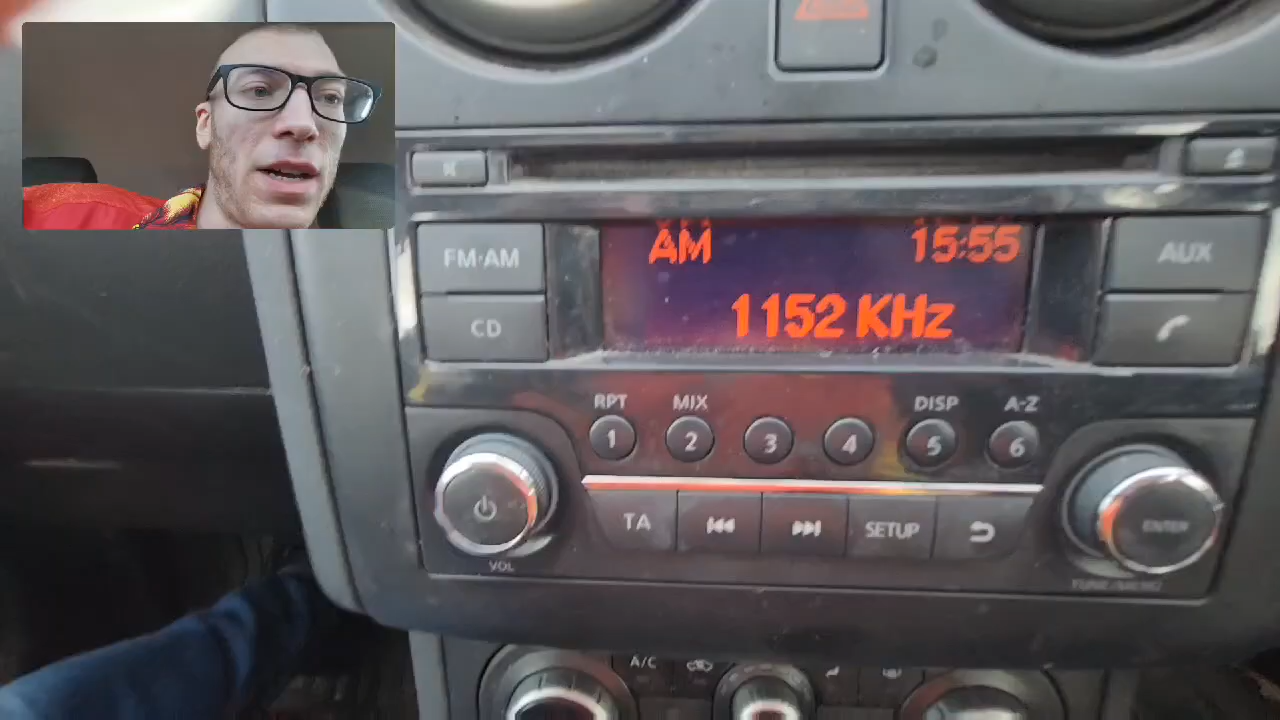 FM·AM
CD
AM 15:55
1152 KHz
AUX
RPT MIX DISP A-Z
1 2 3 4 5 6
TA SETUP
VOL
ENTER
A/C